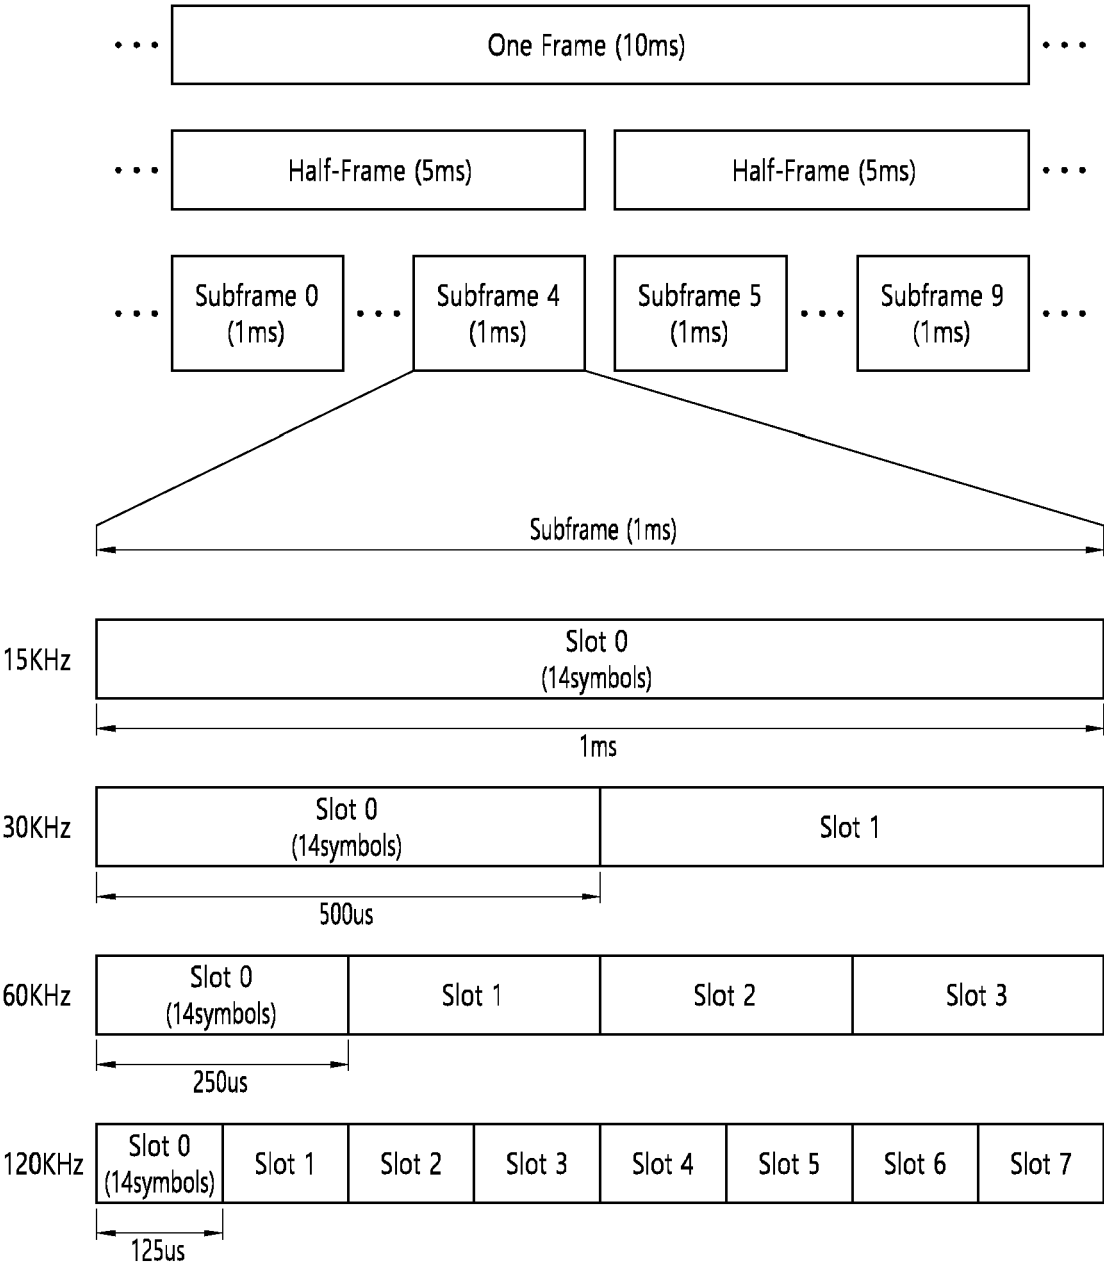 One Frame (10ms)
Half-Frame (5ms)
Half-Frame (5ms)
Subframe 0
(1ms)
Subframe 4
(1ms)
Subframe 5
(1ms)
Subframe 9
(1ms)
Subframe (1ms)
15KHz
Slot 0
(14symbols)
1ms
30KHz
Slot 0
(14symbols)
Slot 1
500us
60KHz
Slot 0
(14symbols)
Slot 1
Slot 2
Slot 3
250us
120KHz
Slot 0
(14symbols)
Slot 1
Slot 2
Slot 3
Slot 4
Slot 5
Slot 6
Slot 7
125us